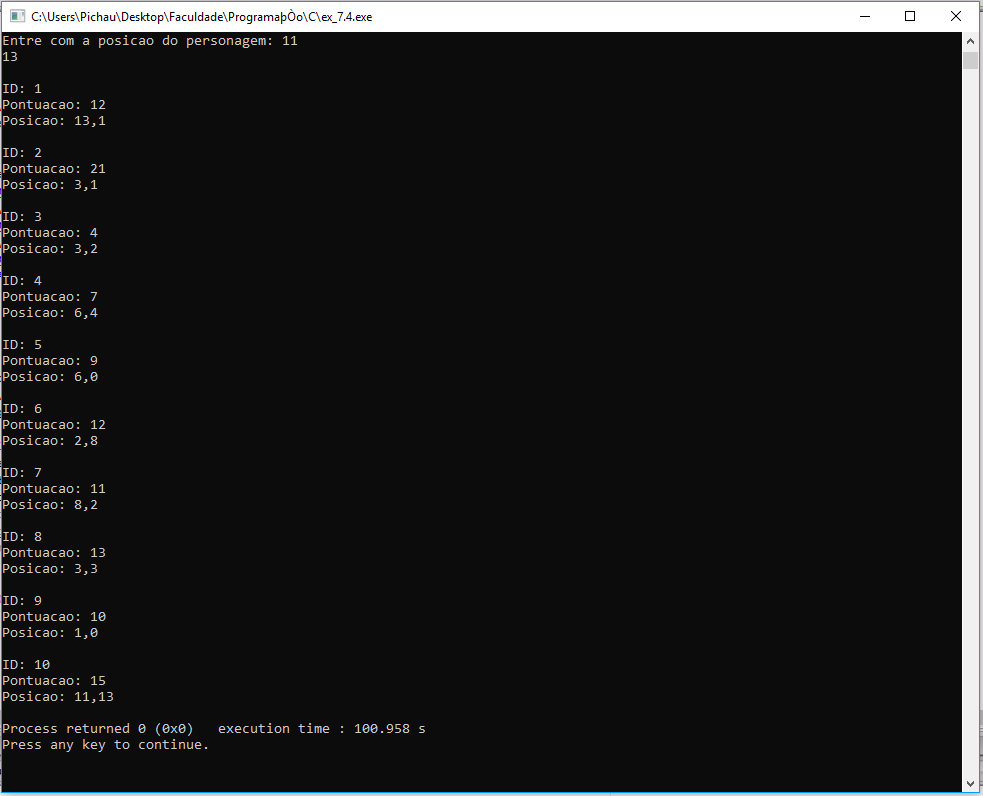 C:\Users\Pichau\Desktop\Faculdade\ProgramaþÒo\C\ex_7.4.exe
Entre com a posicao do personagem: 11
13
ID: 1
Pontuacao: 12
Posicao: 13,1
ID: 2
Pontuacao: 21
Posicao: 3,1
ID: 3
Pontuacao: 4
Posicao: 3,2
ID: 4
Pontuacao: 7
Posicao: 6,4
ID: 5
Pontuacao: 9
Posicao: 6,0
ID: 6
Pontuacao: 12
Posicao: 2,8
ID: 7
Pontuacao: 11
Posicao: 8,2
ID: 8
Pontuacao: 13
Posicao: 3,3
ID: 9
Pontuacao: 10
Posicao: 1,0
ID: 10
Pontuacao: 15
Posicao: 11,13
Process returned 0 (0x0)   execution time : 100.958 s
Press any key to continue.